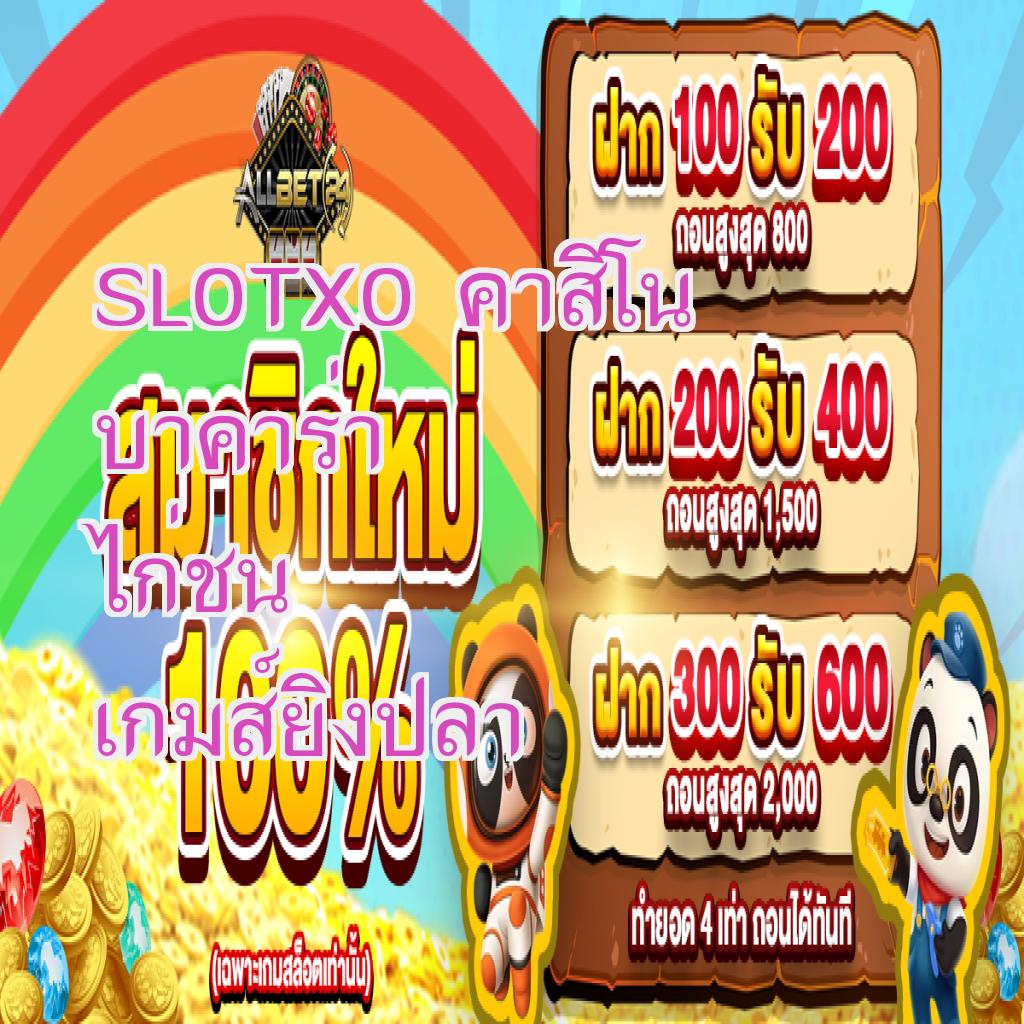 ALLBET24
SLOTXO คาสิโน
บาคาร่า
ไก่ชน
เกมส์ยิงปลา
สมาชิกใหม่
100%
(เฉพาะเกมสล็อตเท่านั้น)
ฝาก 100 รับ 200
ถอนสูงสุด 800
ฝาก 200 รับ 400
ถอนสูงสุด 1,500
ฝาก 300 รับ 600
ถอนสูงสุด 2,000
ทำยอด 4 เท่า ถอนได้ทันที